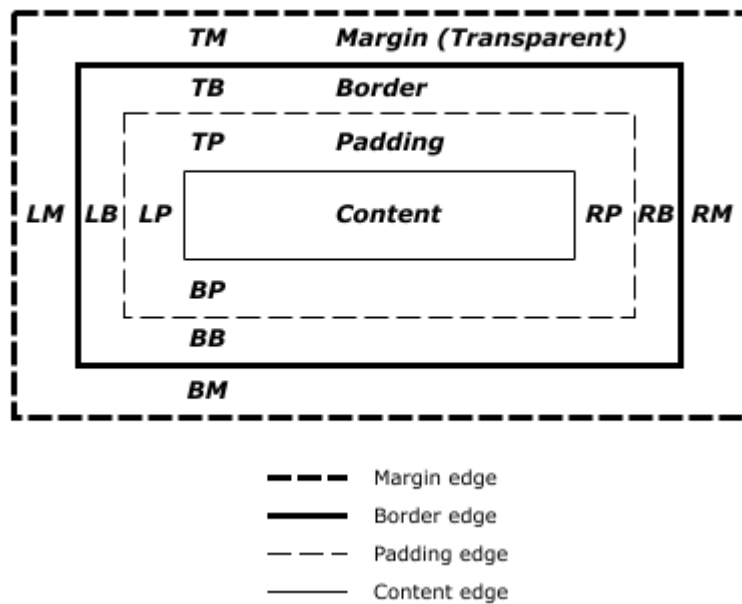 TM Margin (Transparent)
TB Border
TP Padding
LM LB LP Content RP RB RM
BP
BB
BM
Margin edge
Border edge
Padding edge
Content edge